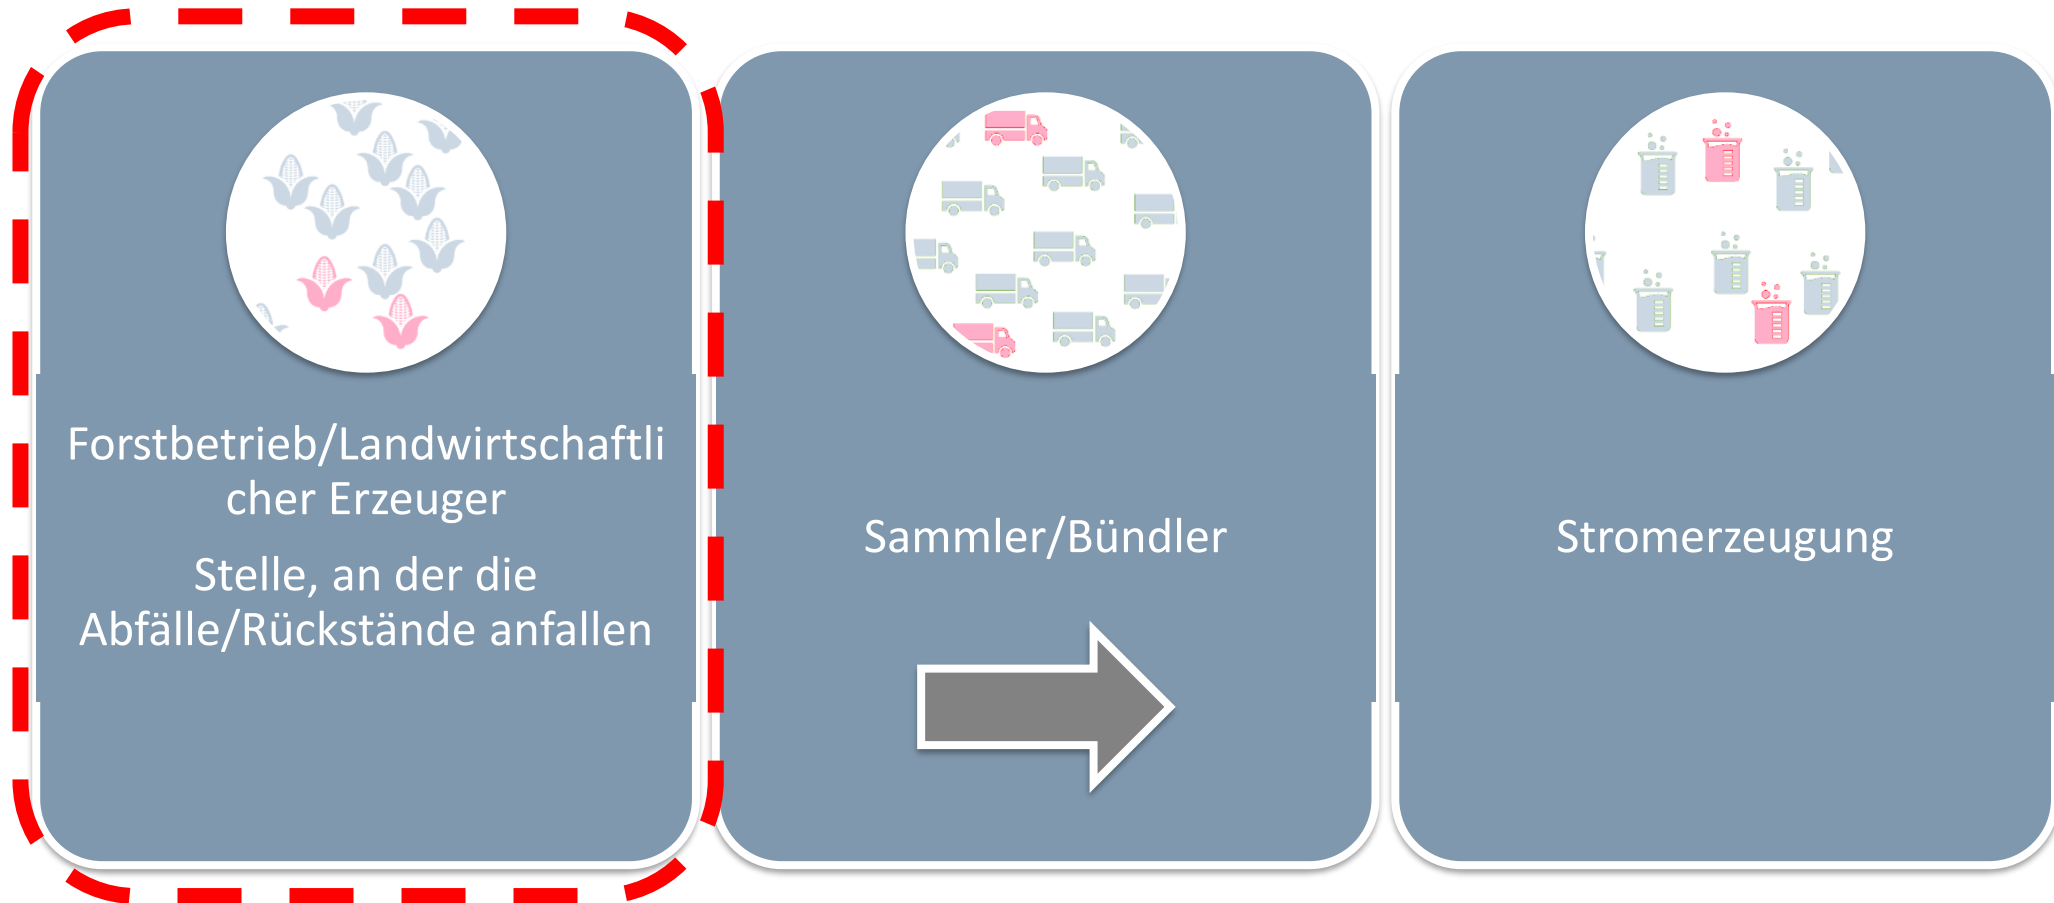 Forstbetrieb/Landwirtschaftli
cher Erzeuger
Stelle, an der die
Abfälle/Rückstände anfallen
Sammler/Bündler
Stromerzeugung